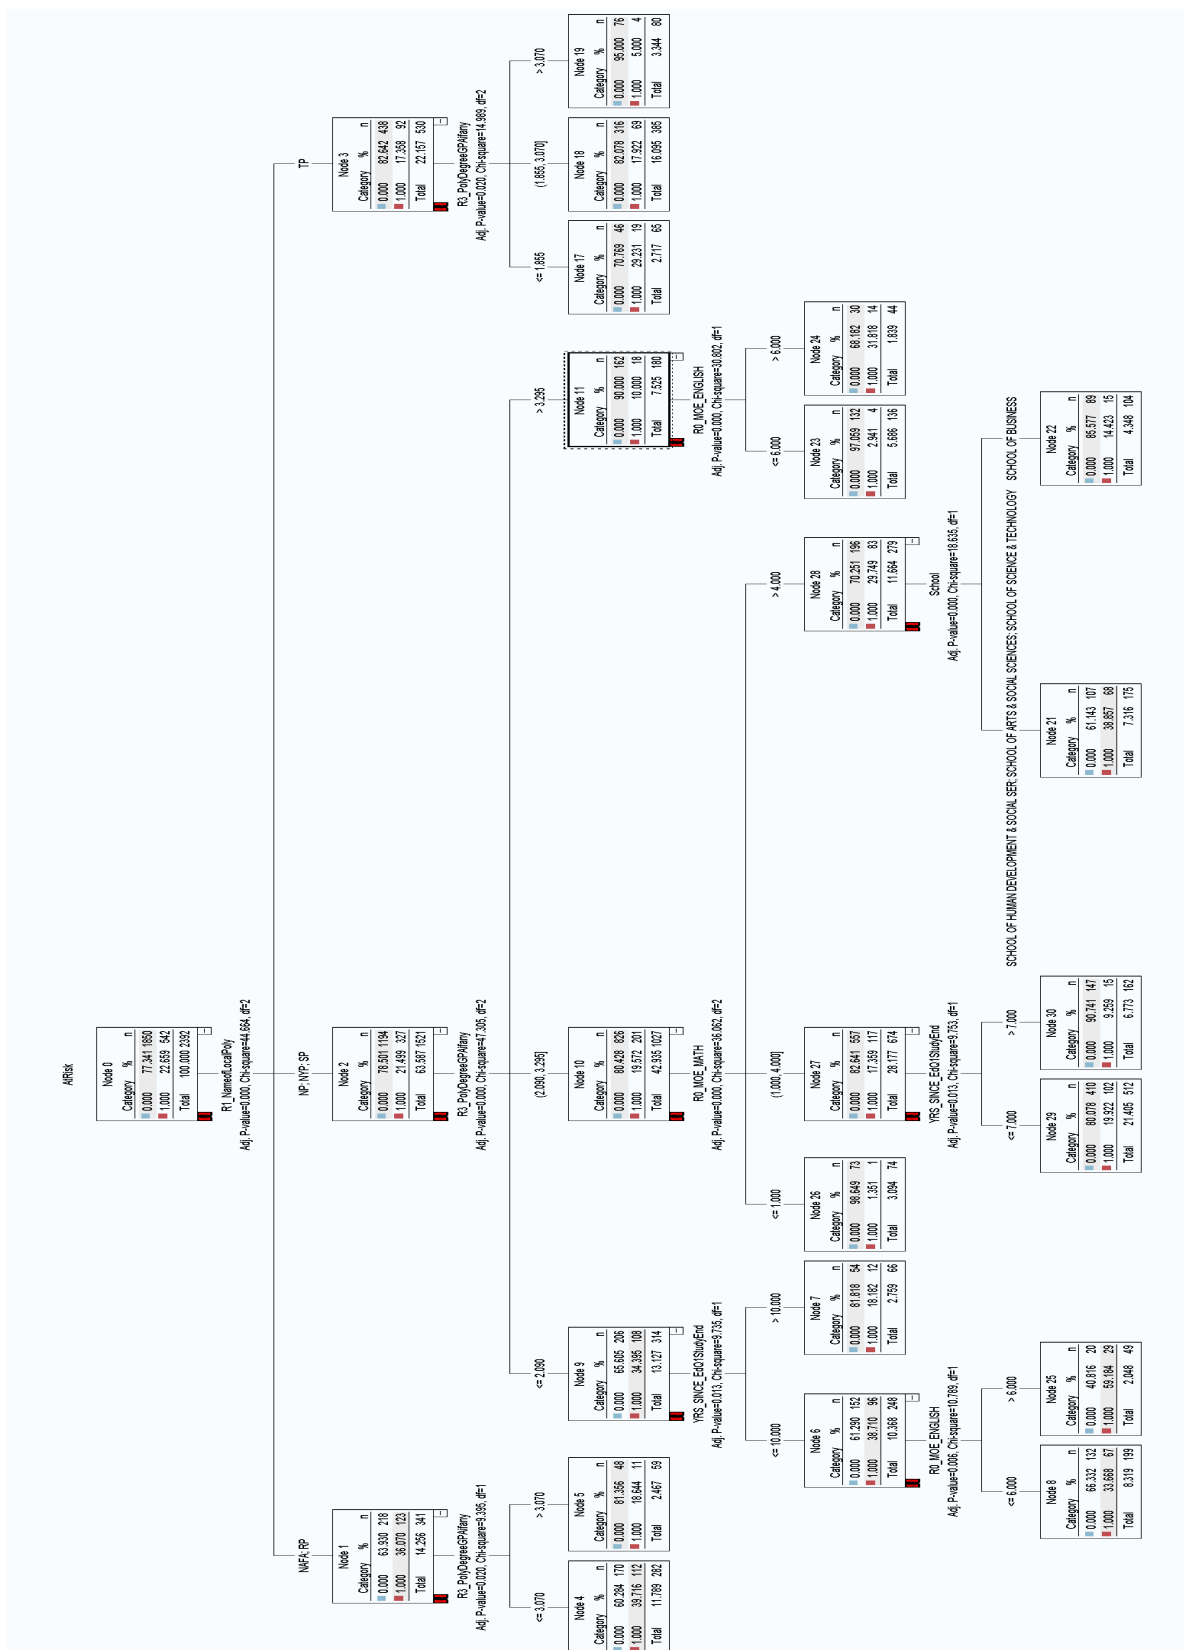 AtRisk
Node 0
Category % n
0.000 77.341 1850
1.000 22.659 542
Total 100.000 2392
R1_NamedLocalPoly
Adj. P-value=0.000, Chi-square=44.664, df=2
NAFA; RP
NP; NYP; SP
TP
Node 1
Category % n
0.000 63.930 218
1.000 36.070 123
Total 14.256 341
R3_PolyDegreeGPAifany
Adj. P-value=0.020, Chi-square=9.395, df=1
Node 2
Category % n
0.000 78.501 1194
1.000 21.499 327
Total 63.587 1521
R3_PolyDegreeGPAifany
Adj. P-value=0.000, Chi-square=47.305, df=2
Node 3
Category % n
0.000 82.642 438
1.000 17.358 92
Total 22.157 530
R3_PolyDegreeGPAifany
Adj. P-value=0.020, Chi-square=14.989, df=2
<= 3.070
> 3.070
<= 2.090
(2.090, 3.295]
> 3.295
<= 1.855
(1.855, 3.070]
> 3.070
Node 4
Category % n
0.000 60.284 170
1.000 39.716 112
Total 11.789 282
Node 5
Category % n
0.000 81.356 48
1.000 18.644 11
Total 2.467 59
Node 9
Category % n
0.000 65.605 206
1.000 34.395 108
Total 13.127 314
YRS_SINCE_EdQ1StudyEnd
Adj. P-value=0.013, Chi-square=9.735, df=1
Node 10
Category % n
0.000 80.428 826
1.000 19.572 201
Total 42.935 1027
R0_MOE_MATH
Adj. P-value=0.000, Chi-square=36.062, df=2
Node 11
Category % n
0.000 90.000 162
1.000 10.000 18
Total 7.525 180
R0_MOE_ENGLISH
Adj. P-value=0.000, Chi-square=30.802, df=1
Node 17
Category % n
0.000 70.769 46
1.000 29.231 19
Total 2.717 65
Node 18
Category % n
0.000 82.078 316
1.000 17.922 69
Total 16.095 385
Node 19
Category % n
0.000 95.000 76
1.000 5.000 4
Total 3.344 80
<= 10.000
> 10.000
<= 1.000
(1.000, 4.000]
> 4.000
<= 6.000
> 6.000
Node 6
Category % n
0.000 61.290 152
1.000 38.710 96
Total 10.368 248
R0_MOE_ENGLISH
Adj. P-value=0.006, Chi-square=10.789, df=1
Node 7
Category % n
0.000 81.818 54
1.000 18.182 12
Total 2.759 66
Node 26
Category % n
0.000 98.649 73
1.000 1.351 1
Total 3.094 74
Node 27
Category % n
0.000 82.641 557
1.000 17.359 117
Total 28.177 674
YRS_SINCE_EdQ1StudyEnd
Adj. P-value=0.013, Chi-square=9.753, df=1
Node 28
Category % n
0.000 70.251 196
1.000 29.749 83
Total 11.664 279
School
Adj. P-value=0.000, Chi-square=18.635, df=1
Node 23
Category % n
0.000 97.059 132
1.000 2.941 4
Total 5.686 136
Node 24
Category % n
0.000 68.182 30
1.000 31.818 14
Total 1.839 44
<= 6.000
> 6.000
<= 7.000
> 7.000
SCHOOL OF HUMAN DEVELOPMENT & SOCIAL SER; SCHOOL OF ARTS & SOCIAL SCIENCES; SCHOOL OF SCIENCE & TECHNOLOGY
SCHOOL OF BUSINESS
Node 8
Category % n
0.000 66.332 132
1.000 33.668 67
Total 8.319 199
Node 25
Category % n
0.000 40.816 20
1.000 59.184 29
Total 2.048 49
Node 29
Category % n
0.000 80.078 410
1.000 19.922 102
Total 21.405 512
Node 30
Category % n
0.000 90.741 147
1.000 9.259 15
Total 6.773 162
Node 21
Category % n
0.000 61.143 107
1.000 38.857 68
Total 7.316 175
Node 22
Category % n
0.000 85.577 89
1.000 14.423 15
Total 4.348 104